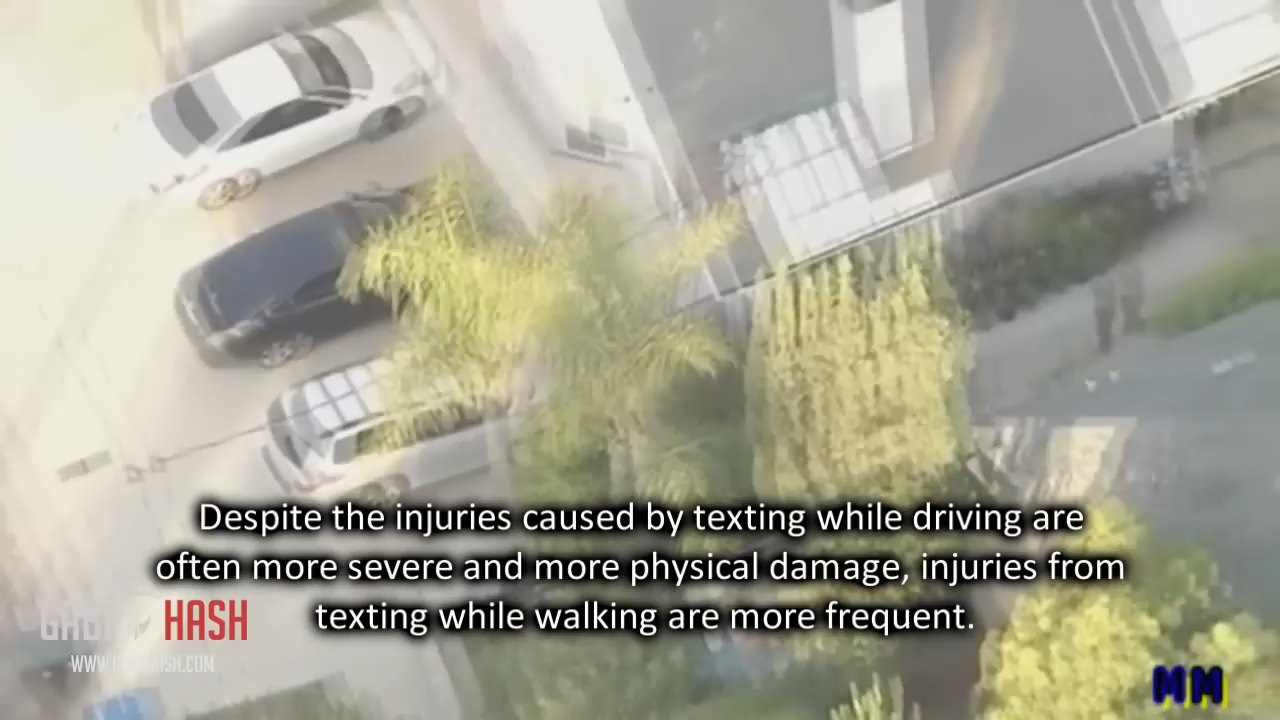 Despite the injuries caused by texting while driving are
often more severe and more physical damage, injuries from
texting while walking are more frequent.
HASH
MM